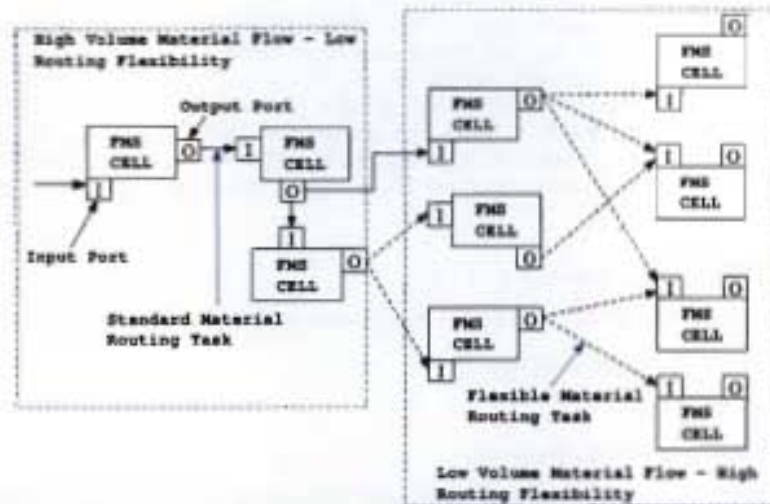 High Volume Material Flow - Low
Routing Flexibility
Output Port
FMS
CELL
I
O
FMS
CELL
I
O
Input Port
I
FMS
CELL
O
Standard Material
Routing Task
FMS
CELL
O
I
I
FMS
CELL
O
FMS
CELL
O
I
O
FMS
CELL
I
I
O
FMS
CELL
I
O
FMS
CELL
I
O
FMS
CELL
Flexible Material
Routing Task
Low Volume Material Flow - High
Routing Flexibility